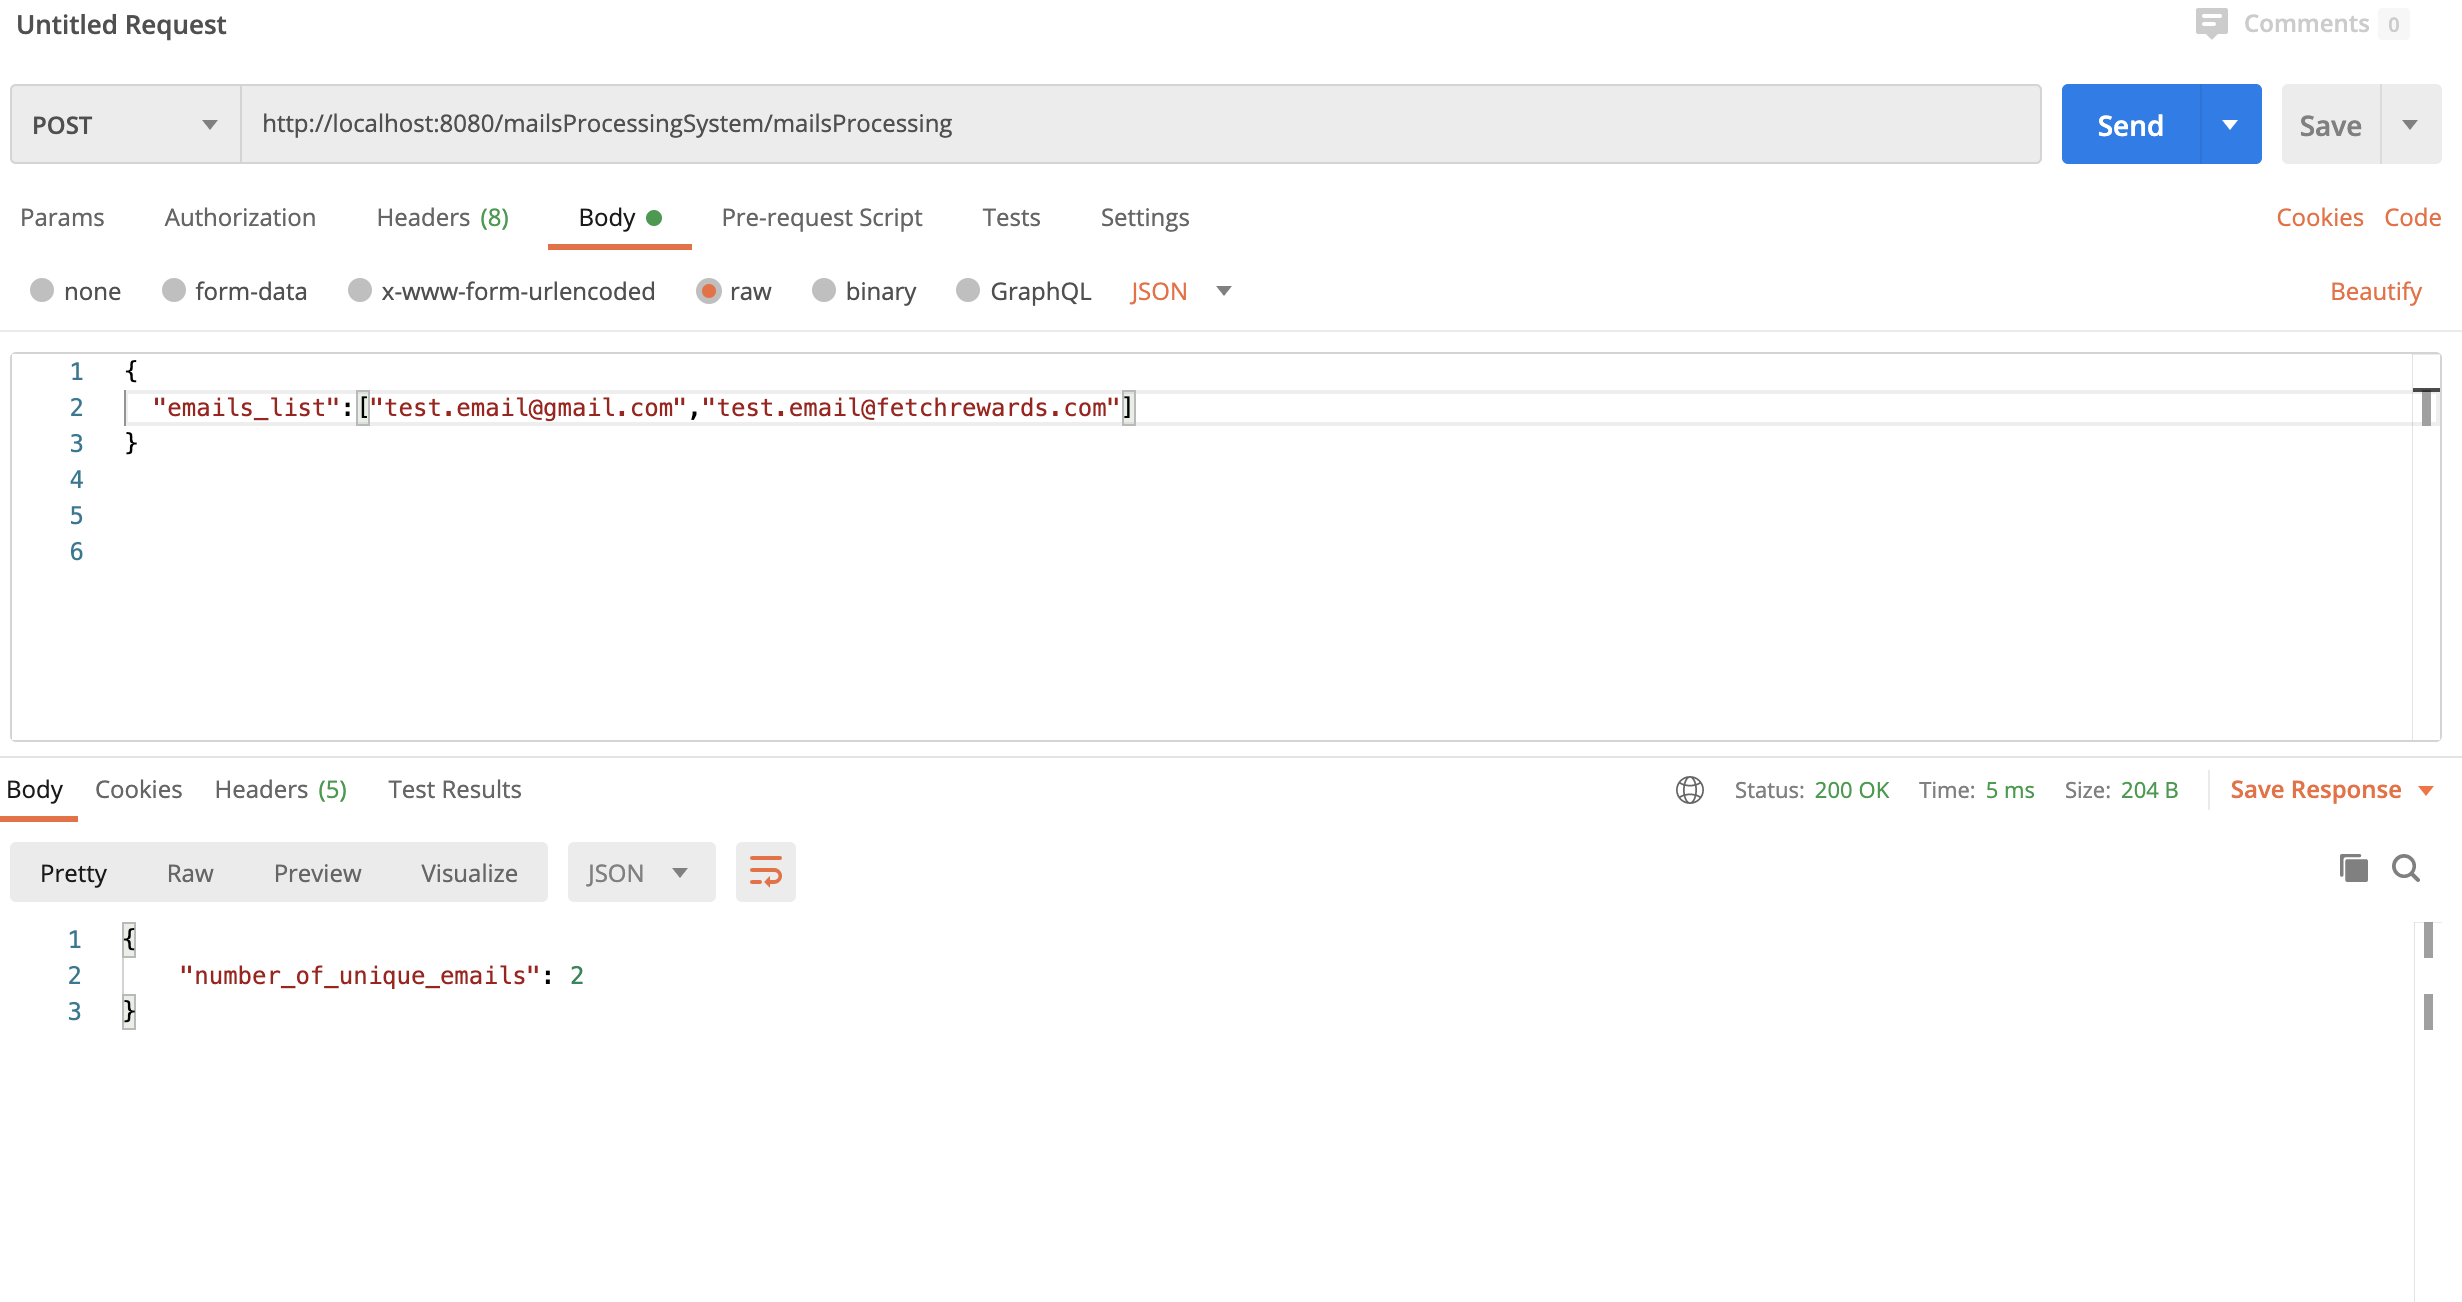 Untitled Request
Comments 0
POST http://localhost:8080/mailsProcessingSystem/mailsProcessing Send Save
Params Authorization Headers (8) Body Pre-request Script Tests Settings Cookies Code
none form-data x-www-form-urlencoded raw binary GraphQL JSON Beautify
1 {
2 "emails_list":["test.email@gmail.com","test.email@fetchrewards.com"]
3 }
4
5
6
Body Cookies Headers (5) Test Results Status: 200 OK Time: 5 ms Size: 204 B Save Response
Pretty Raw Preview Visualize JSON
1 {
2 "number_of_unique_emails": 2
3 }